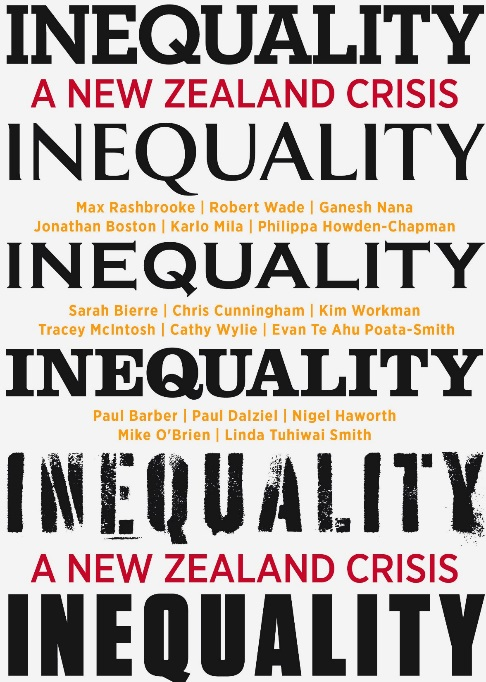 INEQUALITY
A NEW ZEALAND CRISIS
INEQUALITY
Max Rashbrooke | Robert Wade | Ganesh Nana
Jonathan Boston | Karlo Mila | Philippa Howden-Chapman
INEQUALITY
Sarah Bierre | Chris Cunningham | Kim Workman
Tracey McIntosh | Cathy Wylie | Evan Te Ahu Poata-Smith
INEQUALITY
Paul Barber | Paul Dalziel | Nigel Haworth
Mike O'Brien | Linda Tuhiwai Smith
INEQUALITY
A NEW ZEALAND CRISIS
INEQUALITY